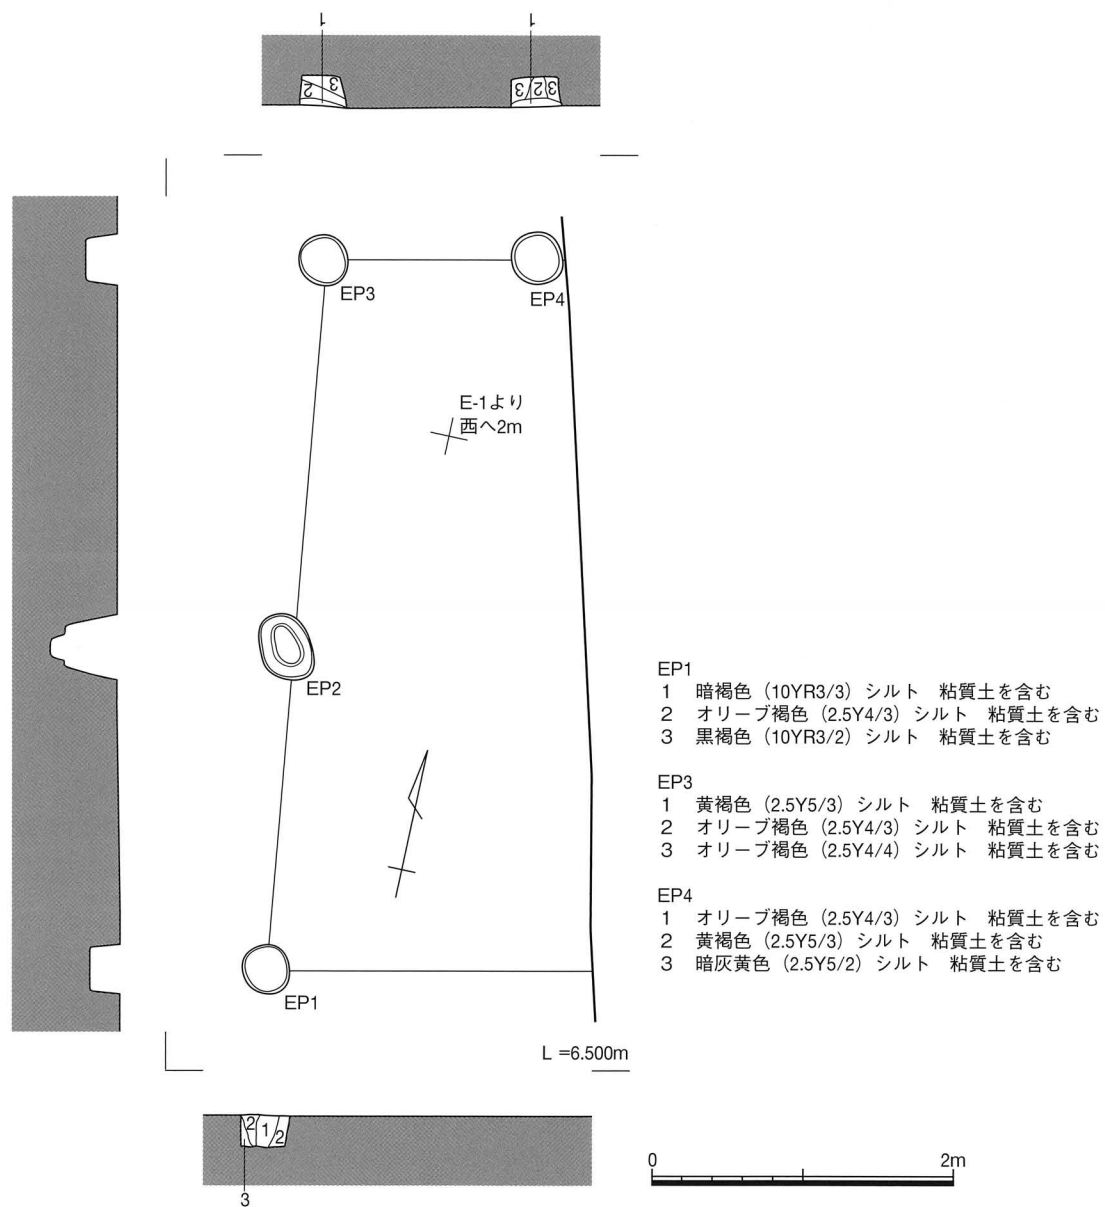 1
1
2
3
3
2
3
EP3
EP4
E-1より
西へ2m
EP2
EP1
L =6.500m
2
1
2
3
EP1
1 暗褐色（10YR3/3）シルト 粘質土を含む
2 オリーブ褐色（2.5Y4/3）シルト 粘質土を含む
3 黒褐色（10YR3/2）シルト 粘質土を含む
EP3
1 黄褐色（2.5Y5/3）シルト 粘質土を含む
2 オリーブ褐色（2.5Y4/3）シルト 粘質土を含む
3 オリーブ褐色（2.5Y4/4）シルト 粘質土を含む
EP4
1 オリーブ褐色（2.5Y4/3）シルト 粘質土を含む
2 黄褐色（2.5Y5/3）シルト 粘質土を含む
3 暗灰黄色（2.5Y5/2）シルト 粘質土を含む
0 2m